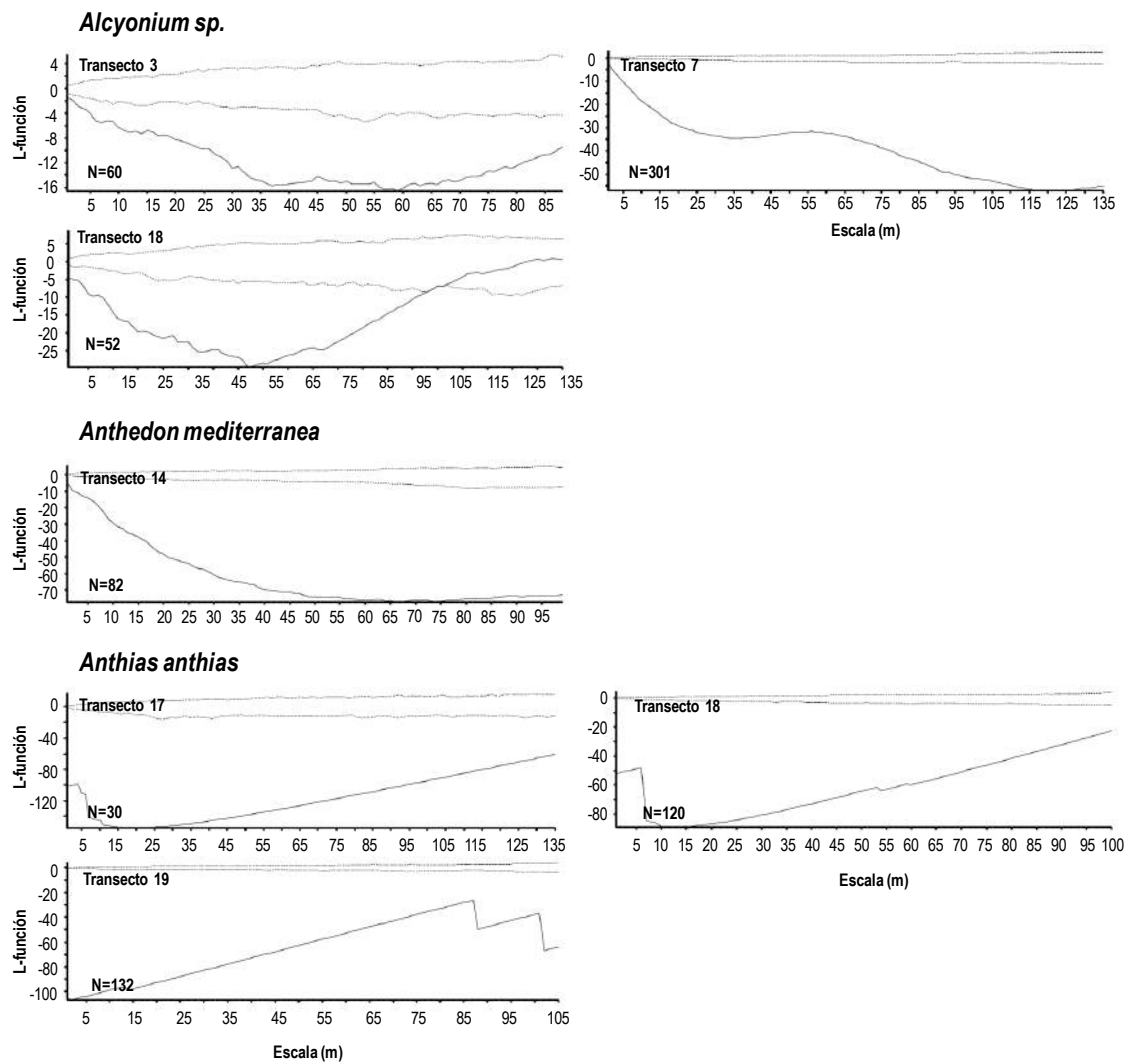 Alcyonium sp.
Transecto 3
4
0
-4
-8
-12
-16
L-función
N=60
5 10 15 20 25 30 35 40 45 50 55 60 65 70 75 80 85
Transecto 7
0
-10
-20
-30
-40
-50
L-función
N=301
5 15 25 35 45 55 65 75 85 95 105 115 125 135
Escala (m)
Transecto 18
5
0
-5
-10
-15
-20
-25
L-función
N=52
5 15 25 35 45 55 65 75 85 95 105 115 125 135
Anthedon mediterranea
Transecto 14
0
-10
-20
-30
-40
-50
-60
-70
L-función
N=82
5 10 15 20 25 30 35 40 45 50 55 60 65 70 75 80 85 90 95
Anthias anthias
Transecto 17
0
-40
-80
-120
L-función
N=30
5 15 25 35 45 55 65 75 85 95 105 115 125 135
Transecto 18
0
-20
-40
-60
-80
L-función
N=120
5 10 15 20 25 30 35 40 45 50 55 60 65 70 75 80 85 90 100
Escala (m)
Transecto 19
0
-20
-40
-60
-80
-100
L-función
N=132
5 15 25 35 45 55 65 75 85 95 105
Escala (m)